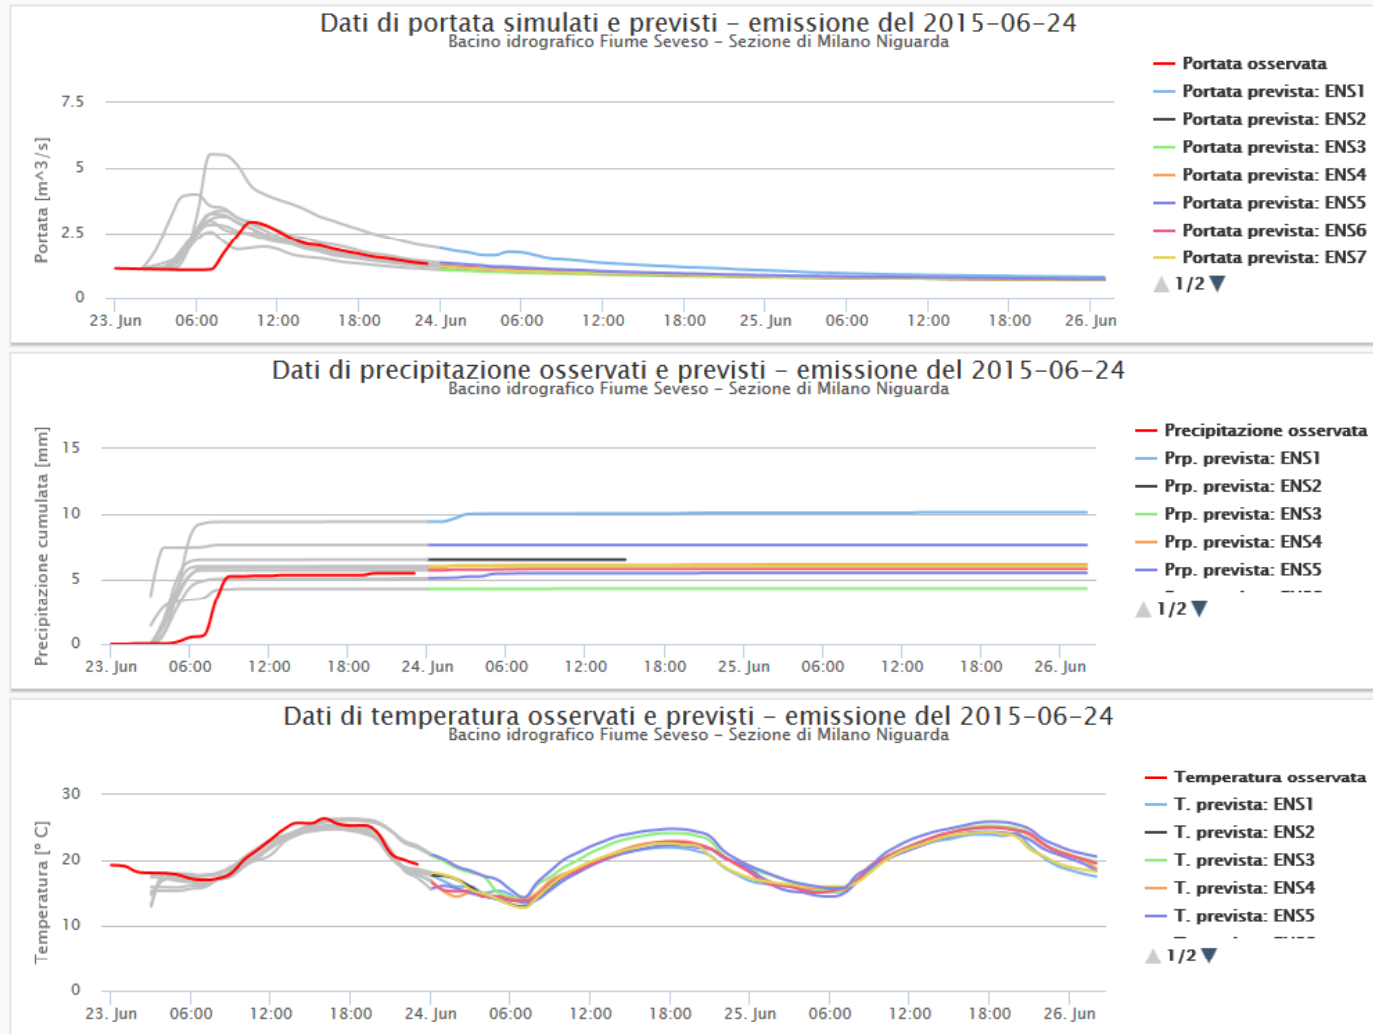 Dati di portata simulati e previsti – emissione del 2015-06-24
Bacino idrografico Fiume Seveso – Sezione di Milano Niguarda
Portata [m^3/s]
7.5
5
2.5
0
23. Jun 06:00 12:00 18:00 24. Jun 06:00 12:00 18:00 25. Jun 06:00 12:00 18:00 26. Jun
Portata osservata
Portata prevista: ENS1
Portata prevista: ENS2
Portata prevista: ENS3
Portata prevista: ENS4
Portata prevista: ENS5
Portata prevista: ENS6
Portata prevista: ENS7
1/2
Dati di precipitazione osservati e previsti – emissione del 2015-06-24
Bacino idrografico Fiume Seveso – Sezione di Milano Niguarda
Precipitazione cumulata [mm]
15
10
5
0
23. Jun 06:00 12:00 18:00 24. Jun 06:00 12:00 18:00 25. Jun 06:00 12:00 18:00 26. Jun
Precipitazione osservata
Prp. prevista: ENS1
Prp. prevista: ENS2
Prp. prevista: ENS3
Prp. prevista: ENS4
Prp. prevista: ENS5
1/2
Dati di temperatura osservati e previsti – emissione del 2015-06-24
Bacino idrografico Fiume Seveso – Sezione di Milano Niguarda
Temperatura [° C]
30
20
10
0
23. Jun 06:00 12:00 18:00 24. Jun 06:00 12:00 18:00 25. Jun 06:00 12:00 18:00 26. Jun
Temperatura osservata
T. prevista: ENS1
T. prevista: ENS2
T. prevista: ENS3
T. prevista: ENS4
T. prevista: ENS5
1/2